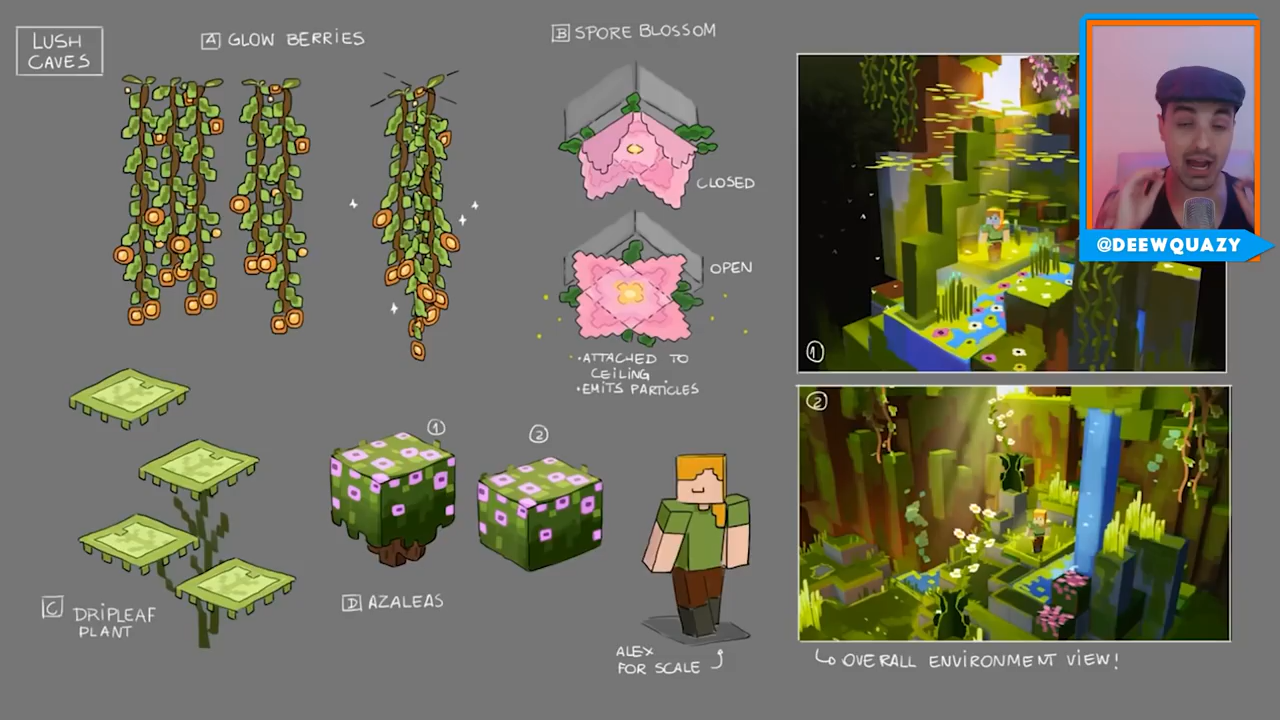 LUSH
CAVES
A GLOW BERRIES
B SPORE BLOSSOM
CLOSED
OPEN
•ATTACHED TO
CEILING
•EMITS PARTICLES
C DRIPLEAF
PLANT
1
2
D AZALEAS
ALEX
FOR SCALE
1
2
OVERALL ENVIRONMENT VIEW!
@DEEWQUAZY